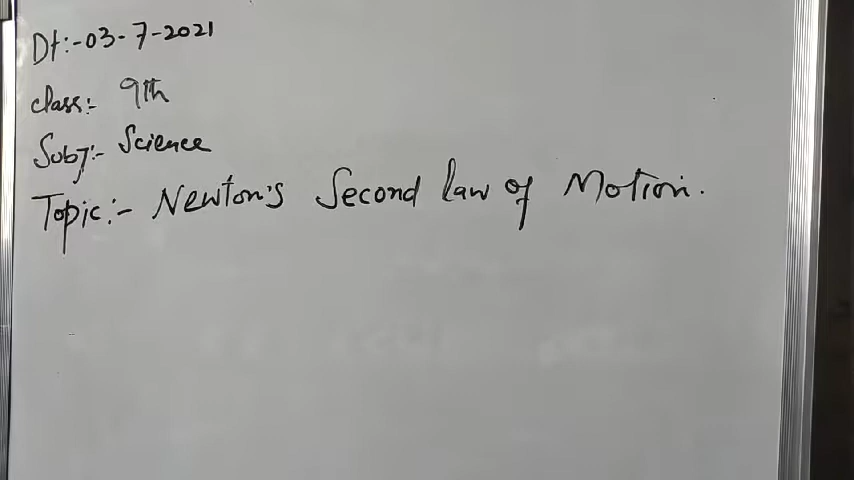 Dt:-03-7-2021
class:- 9th
Subj:- Science
Topic:- Newton's Second law of Motion.